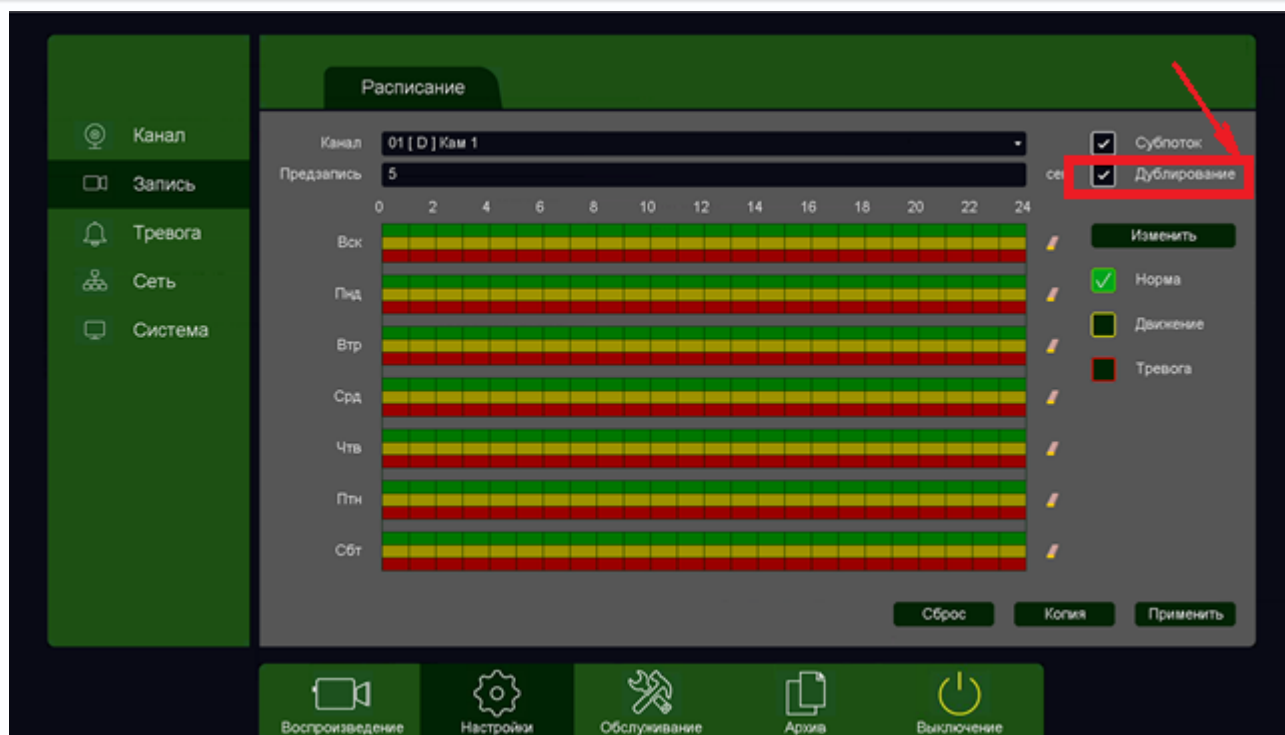 Расписание
Канал
Запись
Тревога
Сеть
Система
Канал 01 [ D ] Кам 1 Субпоток
Предзапись 5 сек Дублирование
0 2 4 6 8 10 12 14 16 18 20 22 24
Вск
Пнд
Втр
Срд
Чтв
Птн
Сбт
Изменить
Норма
Движение
Тревога
Сброс Копия Применить
Воспроизведение Настройки Обслуживание Архив Выключение